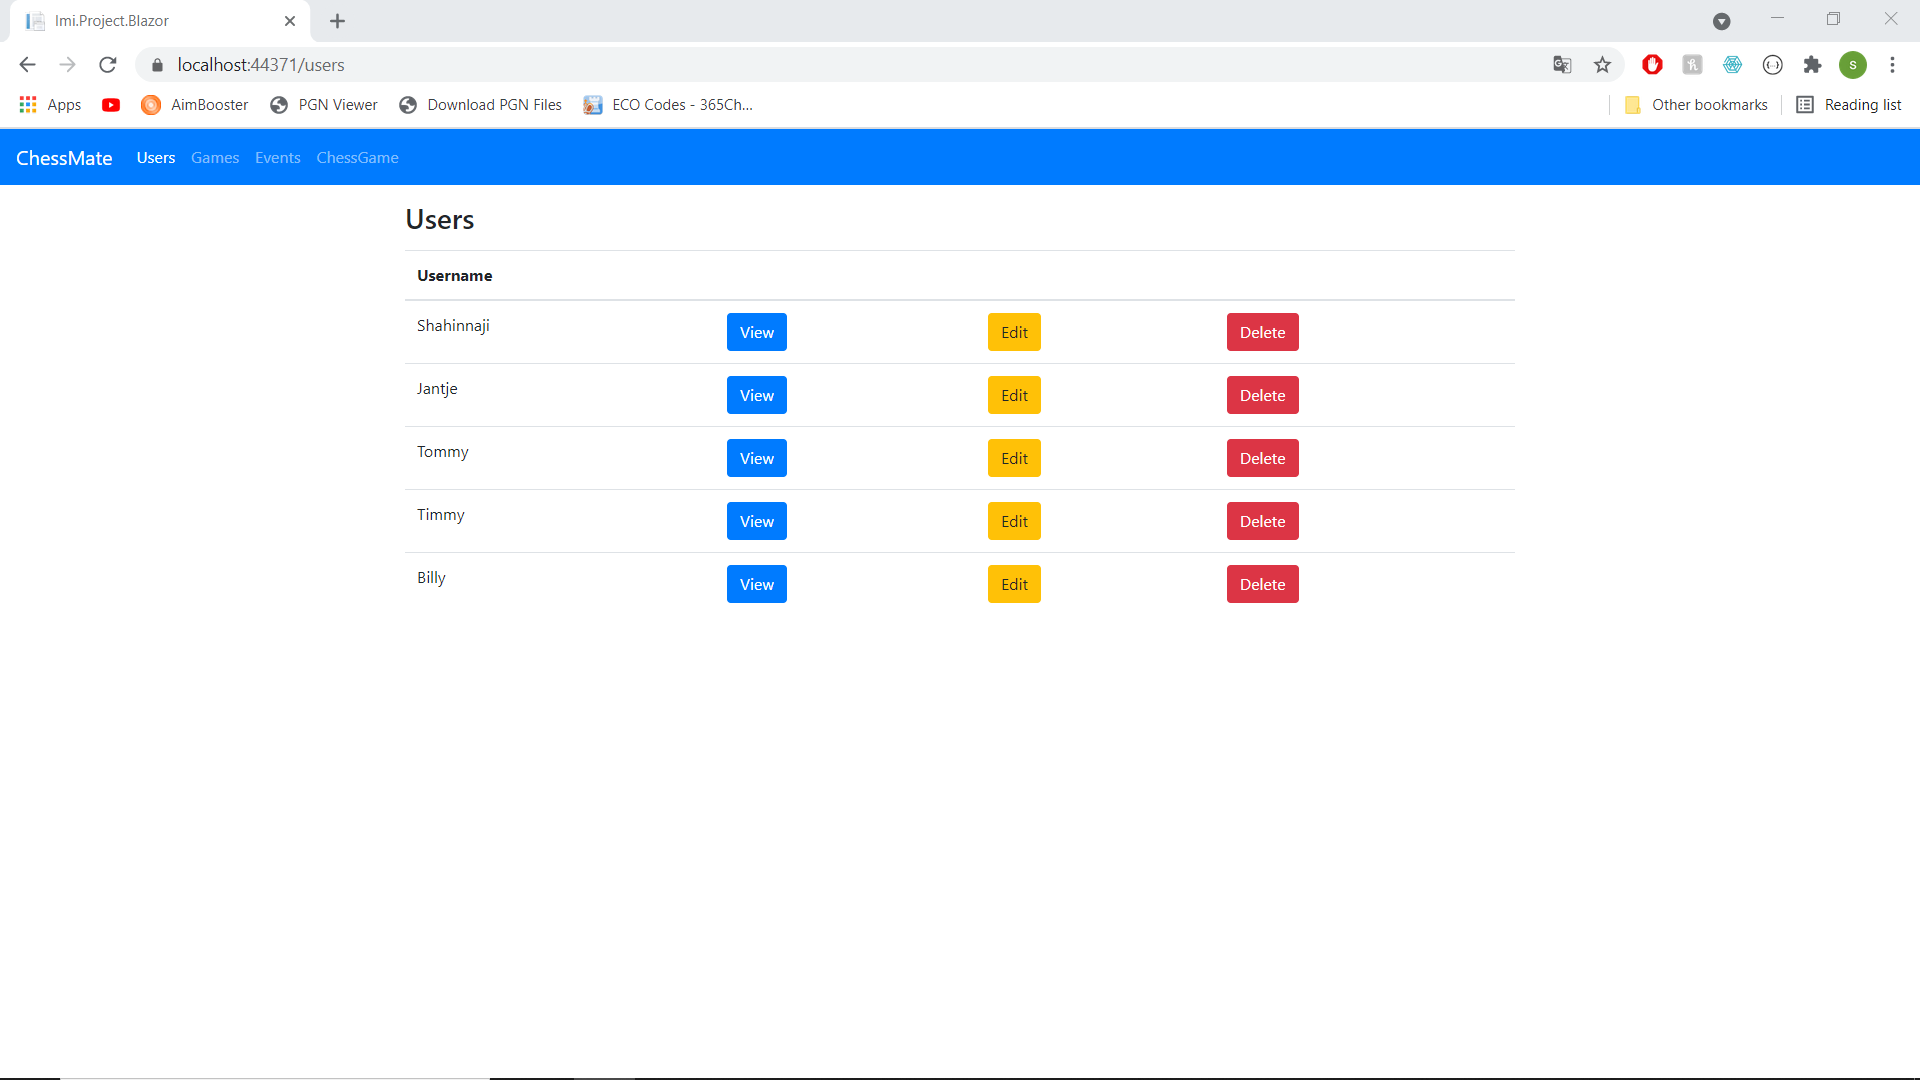 Imi.Project.Blazor
localhost:44371/users
S
Apps AimBooster PGN Viewer Download PGN Files ECO Codes - 365Ch... Other bookmarks Reading list
ChessMate Users Games Events ChessGame
Users
Username
Shahinnaji View Edit Delete
Jantje View Edit Delete
Tommy View Edit Delete
Timmy View Edit Delete
Billy View Edit Delete